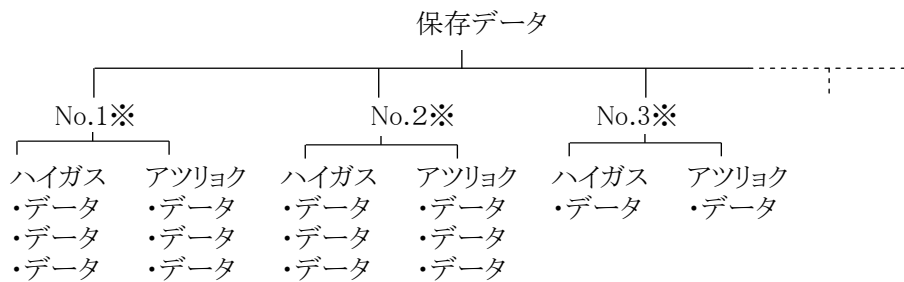 保存データ
No.1※ No.2※ No.3※
ハイガス アツリョク ハイガス アツリョク ハイガス アツリョク
・データ ・データ ・データ ・データ ・データ ・データ
・データ ・データ ・データ ・データ
・データ ・データ ・データ ・データ